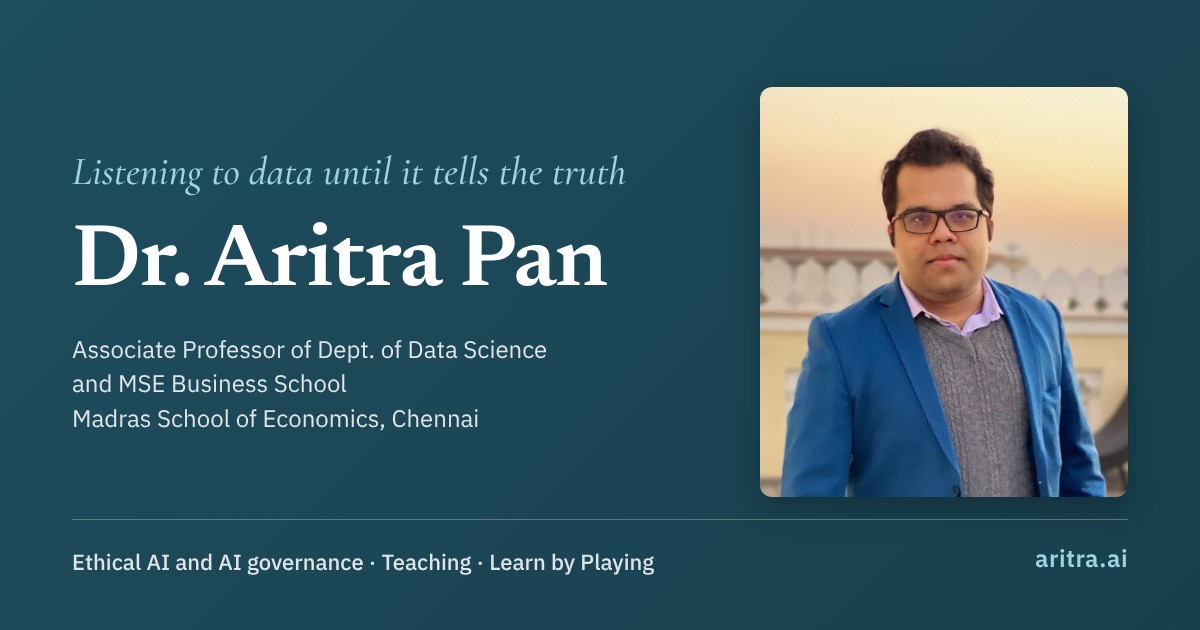 Listening to data until it tells the truth
Dr. Aritra Pan
Associate Professor of Dept. of Data Science
and MSE Business School
Madras School of Economics, Chennai
Ethical AI and AI governance · Teaching · Learn by Playing
aritra.ai